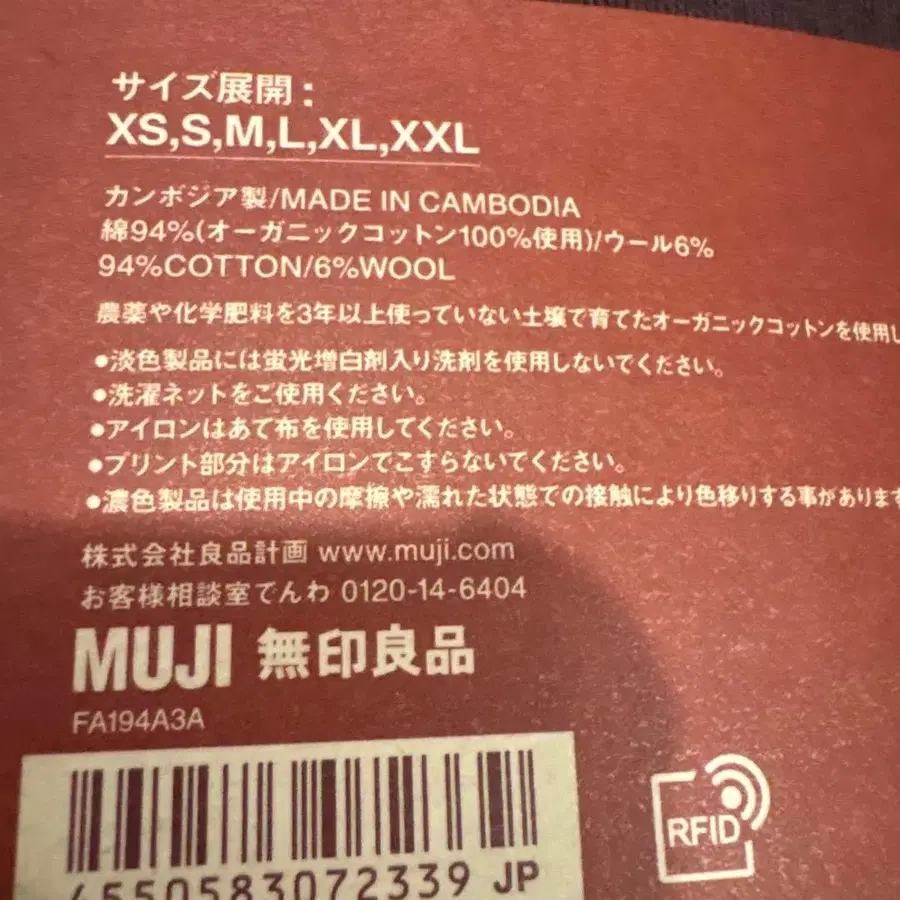 サイズ展開：
XS,S,M,L,XL,XXL
カンボジア製/MADE IN CAMBODIA
綿94%(オーガニックコットン100%使用)/ウール6%
94%COTTON/6%WOOL
農薬や化学肥料を3年以上使っていない土壌で育てたオーガニックコットンを使用し
●淡色製品には蛍光増白剤入り洗剤を使用しないでください。
●洗濯ネットをご使用ください。
●アイロンはあて布を使用してください。
●プリント部分はアイロンでこすらないでください。
●濃色製品は使用中の摩擦や濡れた状態での接触により色移りする事があります
株式会社良品計画 www.muji.com
お客様相談室でんわ 0120-14-6404
MUJI 無印良品
FA194A3A
RFID
4550583072339 JP